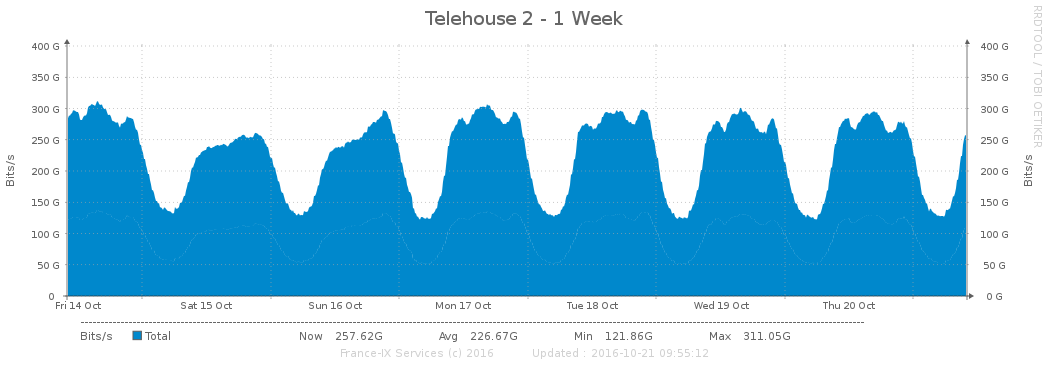 Telehouse 2 - 1 Week
RRDTOOL / TOBI OETIKER
400 G 400 G
350 G 350 G
300 G 300 G
250 G 250 G
200 G 200 G
150 G 150 G
100 G 100 G
50 G 50 G
0 0 G
Bits/s
Bits/s
Fri 14 Oct Sat 15 Oct Sun 16 Oct Mon 17 Oct Tue 18 Oct Wed 19 Oct Thu 20 Oct
Bits/s Total Now 257.62G Avg 226.67G Min 121.86G Max 311.05G
France-IX Services (c) 2016 Updated : 2016-10-21 09:55:12